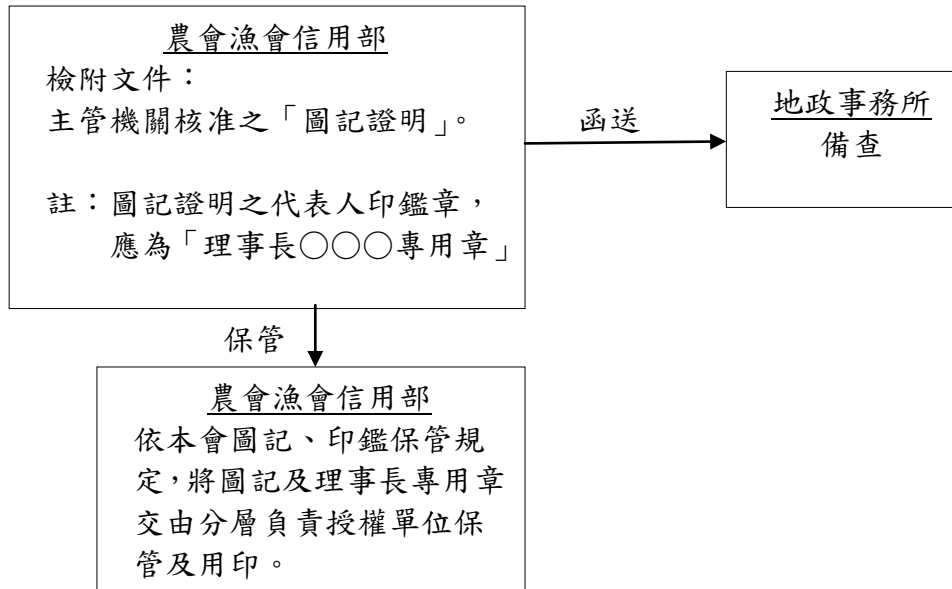 農會漁會信用部
檢附文件：
主管機關核准之「圖記證明」。
註：圖記證明之代表人印鑑章，
應為「理事長○○○專用章」
函送
地政事務所
備查
保管
農會漁會信用部
依本會圖記、印鑑保管規
定，將圖記及理事長專用章
交由分層負責授權單位保
管及用印。